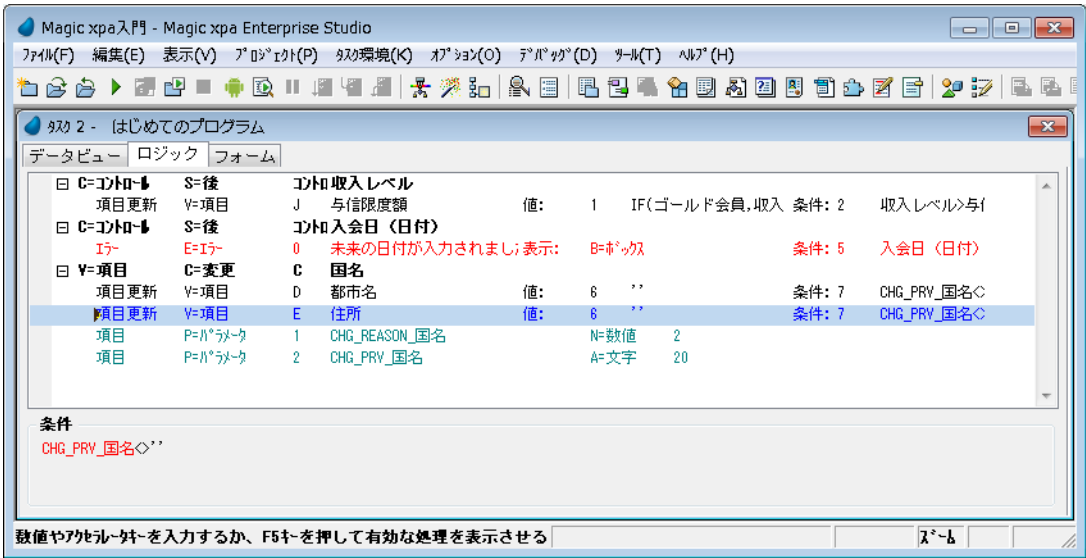 Magic xpa入門 - Magic xpa Enterprise Studio
ファイル(F) 編集(E) 表示(V) プロジェクト(P) タスク環境(K) オプション(O) デバッグ(D) ツール(T) ヘルプ(H)
タスク 2 - はじめてのプログラム
データビュー ロジック フォーム
C=コントロール S=後 コントロ 収入レベル
項目更新 V=項目 J 与信限度額 値: 1 IF(ゴールド会員,収入 条件: 2 収入レベル>与
C=コントロール S=後 コントロ 入会日 (日付)
エラー E=エラー 0 未来の日付が入力されまし 表示: B=ボックス 条件: 5 入会日 (日付)
V=項目 C=変更 C 国名
項目更新 V=項目 D 都市名 値: 6 '' 条件: 7 CHG_PRV_国名<
項目更新 V=項目 E 住所 値: 6 '' 条件: 7 CHG_PRV_国名<
項目 P=パラメータ 1 CHG_REASON_国名 N=数値 2
項目 P=パラメータ 2 CHG_PRV_国名 A=文字 20
条件
CHG_PRV_国名<>''
数値やアクセラレータキーを入力するか、F5キーを押して有効な処理を表示させる
ズーム